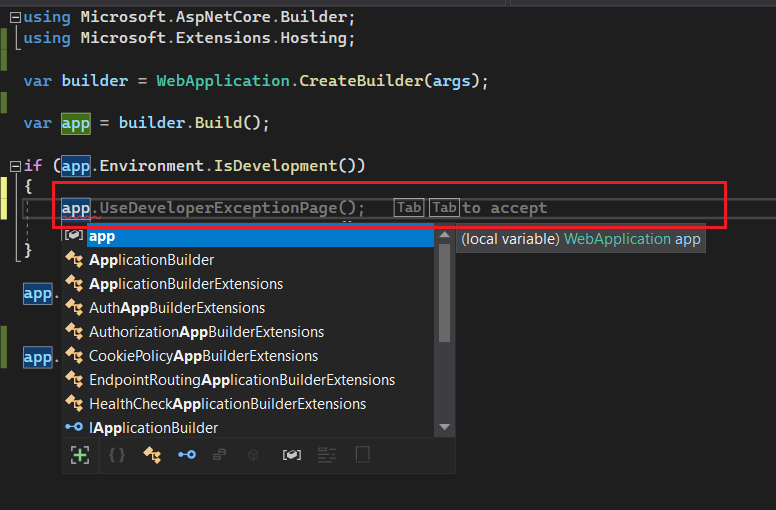 using Microsoft.AspNetCore.Builder;
using Microsoft.Extensions.Hosting;
var builder = WebApplication.CreateBuilder(args);
var app = builder.Build();
if (app.Environment.IsDevelopment())
{
app.UseDeveloperExceptionPage(); Tab Tab to accept
app (local variable) WebApplication app
}
ApplicationBuilder
ApplicationBuilderExtensions
app.
AuthAppBuilderExtensions
AuthorizationAppBuilderExtensions
app.
CookiePolicyAppBuilderExtensions
EndpointRoutingApplicationBuilderExtensions
HealthCheckApplicationBuilderExtensions
IApplicationBuilder